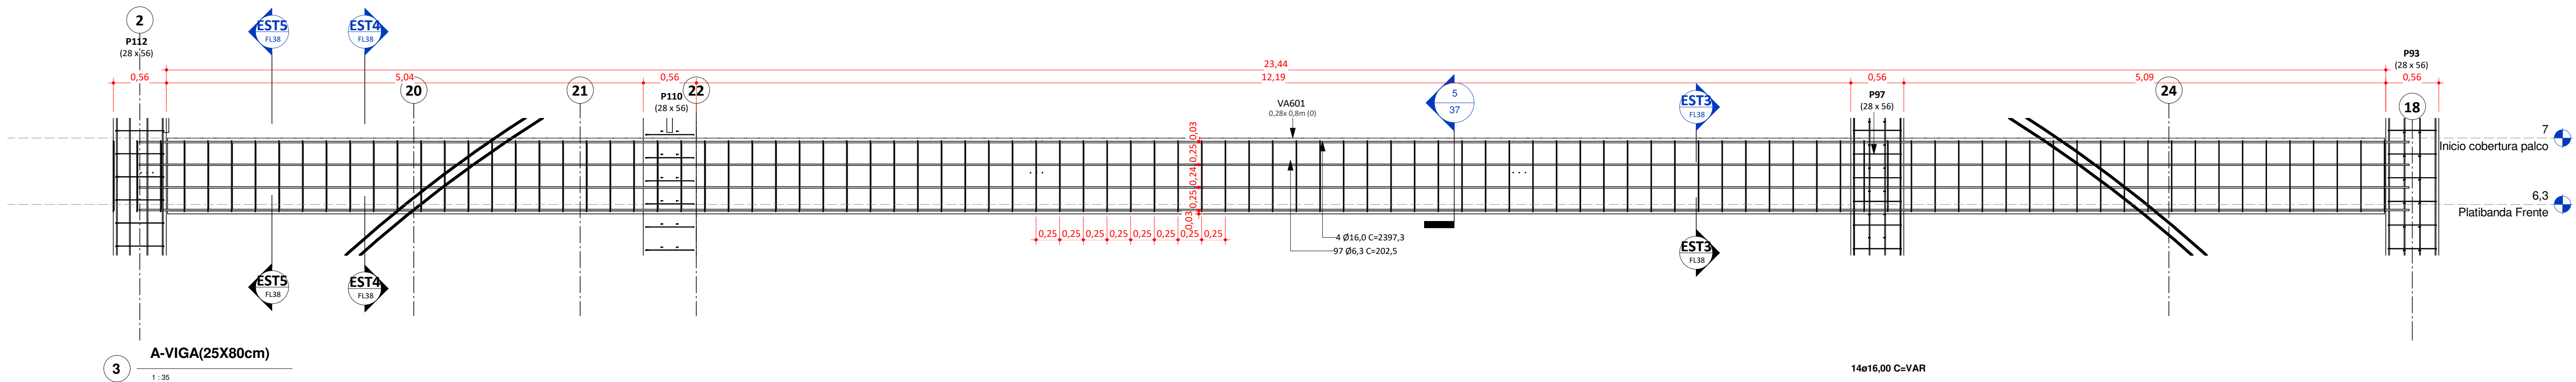 2
P112
(28 x 56)
EST5
FL38
EST4
FL38
P93
(28 x 56)
23,44
0,56
5,04
0,56
12,19
0,56
5,09
0,56
20
21
P110
(28 x 56)
22
VA601
0,28x 0,8m (0)
5
37
EST3
FL38
P97
(28 x 56)
24
18
0,03
0,25
0,24
0,25
0,03
7
Inicio cobertura palco
6,3
Platibanda Frente
0,25 0,25 0,25 0,25 0,25 0,25 0,25 0,25
4 Ø16,0 C=2397,3
97 Ø6,3 C=202,5
EST5
FL38
EST4
FL38
EST3
FL38
3
A-VIGA(25X80cm)
1 : 35
14ø16,00 C=VAR